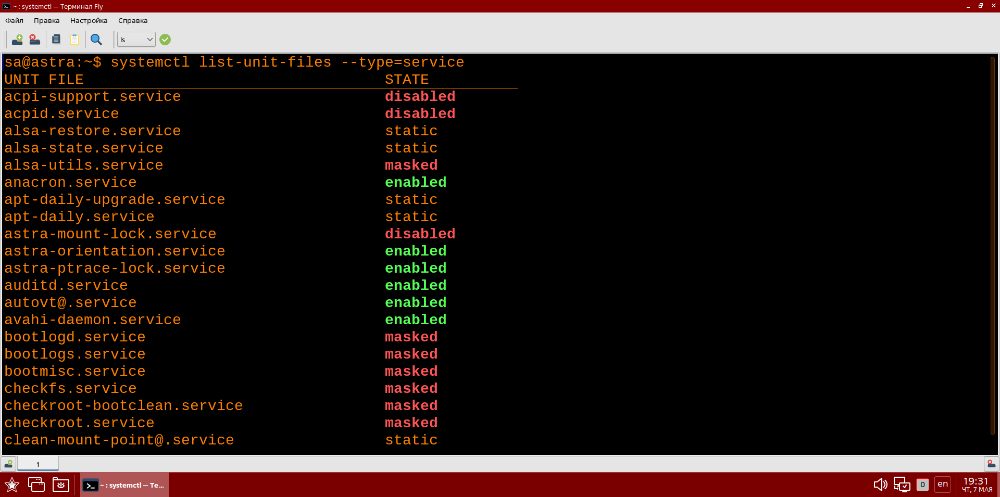 ~ : systemctl — Терминал Fly
Файл Правка Настройка Справка
ls
sa@astra:~$ systemctl list-unit-files --type=service
UNIT FILE STATE
acpi-support.service disabled
acpid.service disabled
alsa-restore.service static
alsa-state.service static
alsa-utils.service masked
anacron.service enabled
apt-daily-upgrade.service static
apt-daily.service static
astra-mount-lock.service disabled
astra-orientation.service enabled
astra-ptrace-lock.service enabled
auditd.service enabled
autovt@.service enabled
avahi-daemon.service enabled
bootlogd.service masked
bootlogs.service masked
bootmisc.service masked
checkfs.service masked
checkroot-bootclean.service masked
checkroot.service masked
clean-mount-point@.service static
1
~ : systemctl — Те...
0
en
19:31
ЧТ, 7 МАЯ